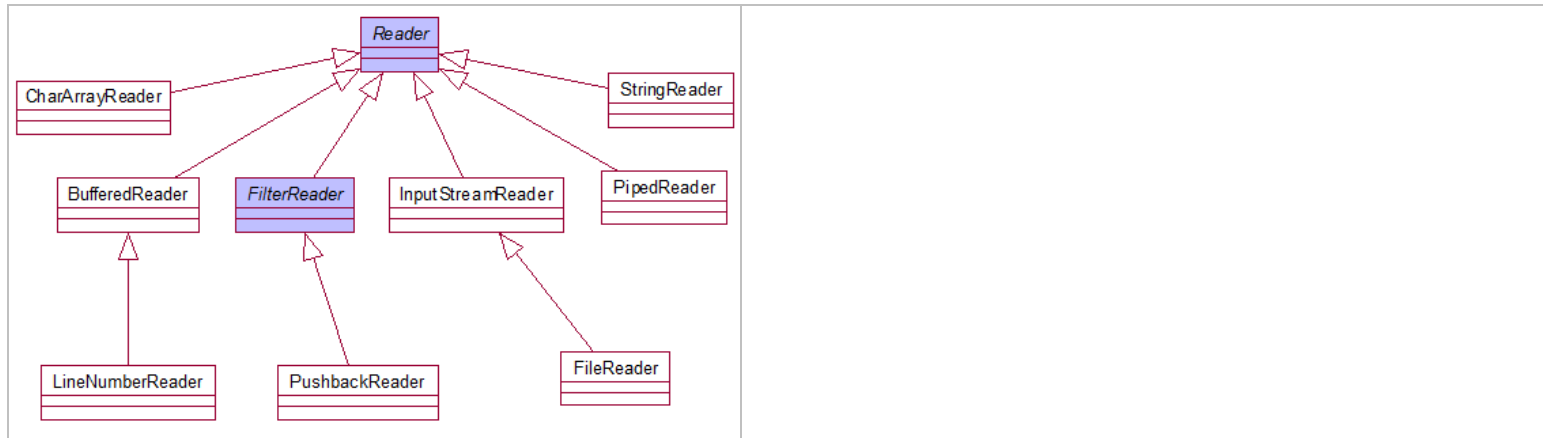 Reader
CharArrayReader
StringReader
BufferedReader
FilterReader
InputStreamReader
PipedReader
LineNumberReader
PushbackReader
FileReader